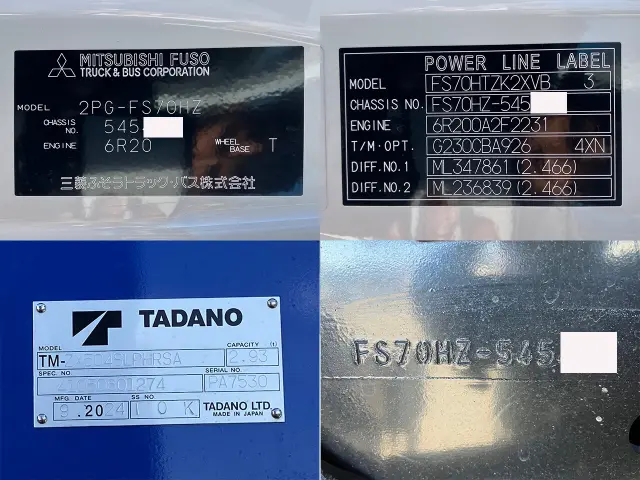 MITSUBISHI FUSO
TRUCK & BUS CORPORATION
MODEL 2PG-FS70HZ
CHASSIS NO. 545
ENGINE 6R20 WHEEL BASE T
三菱ふそうトラック・バス株式会社
POWER LINE LABEL
MODEL FS70HTZK2XVB 3
CHASSIS NO. FS70HZ-545
ENGINE 6R200A2F2231
T/M・OPT. G230CBA926 4XN
DIFF.NO.1 ML347861(2.466)
DIFF.NO.2 ML236839(2.466)
TADANO
MODEL CAPACITY (t)
TM- 2.93
SPEC. NO. SERIAL NO.
PA7530
MFG DATE SS NO.
9.2024 10K TADANO LTD.
MADE IN JAPAN
FS70HZ-545